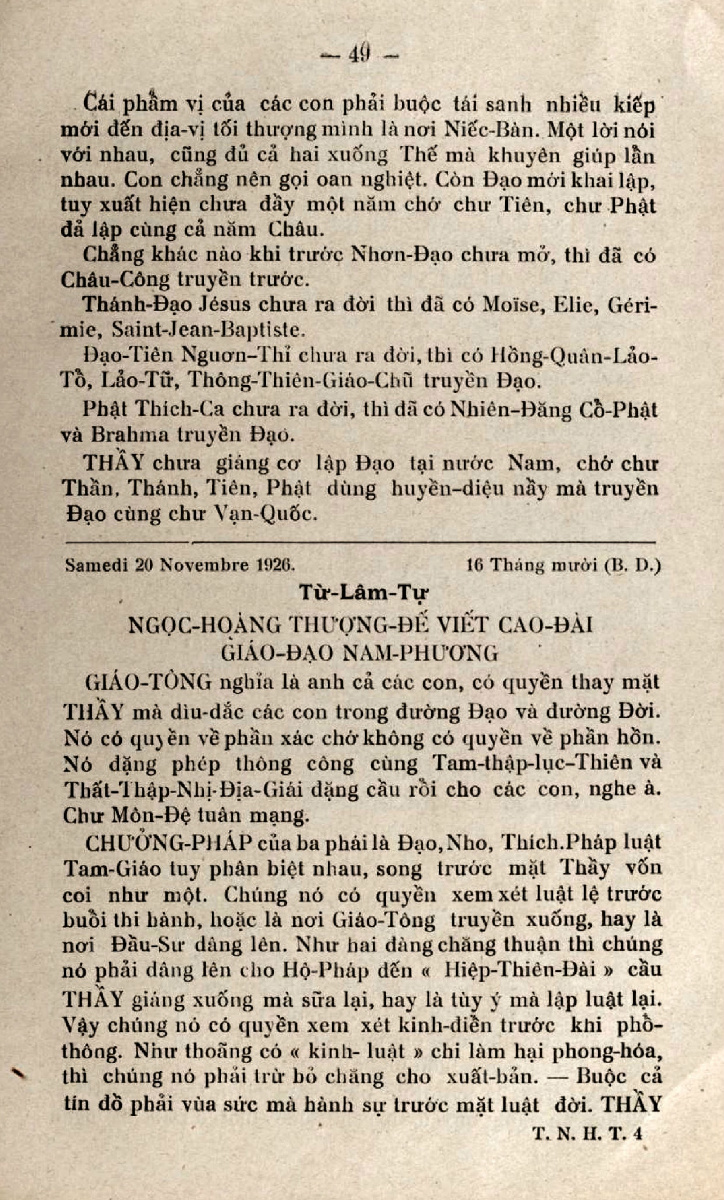 — 49 —
Cái phẩm vị của các con phải buộc tái sanh nhiều kiếp
mới đến địa-vị tối thượng mình là nơi Niếc-Bàn. Một lời nói
với nhau, cũng đủ cả hai xuống Thế mà khuyên giúp lẫn
nhau. Con chẳng nên gọi oan nghiệt. Còn Đạo mới khai lập,
tuy xuất hiện chưa đầy một năm chớ chư Tiên, chư Phật
đả lập cùng cả năm Châu.
Chẳng khác nào khi trước Nhơn-Đạo chưa mở, thì đã có
Châu-Công truyền trước.
Thánh-Đạo Jésus chưa ra đời thì đã có Moïse, Elie, Géri-
mie, Saint-Jean-Baptiste.
Đạo-Tiên Nguơn-Thỉ chưa ra đời, thì có Hồng-Quân-Lảo-
Tồ, Lảo-Tữ, Thông-Thiên-Giáo-Chũ truyền Đạo.
Phật Thích-Ca chưa ra đời, thì đã có Nhiên-Đăng Cồ-Phật
và Brahma truyền Đạo.
THẦY chưa giáng cơ lập Đạo tại nước Nam, chớ chư
Thần, Thánh, Tiên, Phật dùng huyền-diệu nầy mà truyền
Đạo cùng chư Vạn-Quốc.
Samedi 20 Novembre 1926. 16 Tháng mười (B. D.)
Từ-Lâm-Tự
NGỌC-HOÀNG THƯỢNG-ĐẾ VIẾT CAO-ĐÀI
GIÁO-ĐẠO NAM-PHƯƠNG
GIÁO-TÔNG nghĩa là anh cả các con, có quyền thay mặt
THẦY mà dìu-dắc các con trong đường Đạo và đường Đời.
Nó có quyền về phần xác chớ không có quyền về phần hồn.
Nó đặng phép thông công cùng Tam-thập-lục-Thiên và
Thất-Thập-Nhị-Địa-Giái đặng cầu rồi cho các con, nghe à.
Chư Môn-Đệ tuân mạng.
CHƯỞNG-PHÁP của ba phái là Đạo, Nho, Thích. Pháp luật
Tam-Giáo tuy phân biệt nhau, song trước mặt Thầy vốn
coi như một. Chúng nó có quyền xem xét luật lệ trước
buồi thi hành, hoặc là nơi Giáo-Tông truyền xuống, hay là
nơi Đầu-Sư dâng lên. Như hai đàng chăng thuận thì chúng
nó phải dâng lên cho Hộ-Pháp đến « Hiệp-Thiên-Đài » cầu
THẦY giáng xuống mà sữa lại, hay là tùy ý mà lập luật lại.
Vậy chúng nó có quyền xem xét kinh-điển trước khi phồ-
thông. Như thoãng có « kinh- luật » chi làm hại phong-hóa,
thì chúng nó phải trừ bỏ chăng cho xuất-bản. — Buộc cả
tín đồ phải vùa sức mà hành sự trước mặt luật đời. THẦY
T. N. H. T. 4